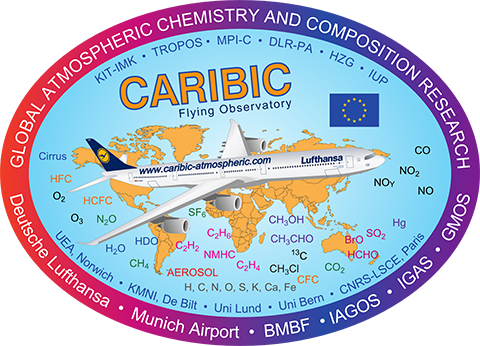 GLOBAL ATMOSPHERIC CHEMISTRY AND COMPOSITION RESEARCH
KIT-IMK • TROPOS • MPI-C • DLR-PA • HZG • IUP
CARIBIC
Flying Observatory
www.caribic-atmospheric.com
Lufthansa
Cirrus
HFC
O₂
HCFC
O₃
N₂O
H₂O
HDO
CH₄
SF₆
C₂H₆
C₂H₂
NMHC
C₂H₄
AEROSOL
H, C, N, O, S, K, Ca, Fe
CH₃OH
CH₃CHO
¹³C
CH₃Cl
CFC
CO
NOY
NO₂
NO
Hg
SO₂
BrO
HCHO
CO₂
UEA, Norwich • KMNI, De Bilt • Uni Lund • Uni Bern • CNRS-LSCE, Paris
Deutsche Lufthansa • Munich Airport • BMBF • IAGOS • IGAS • GMOS